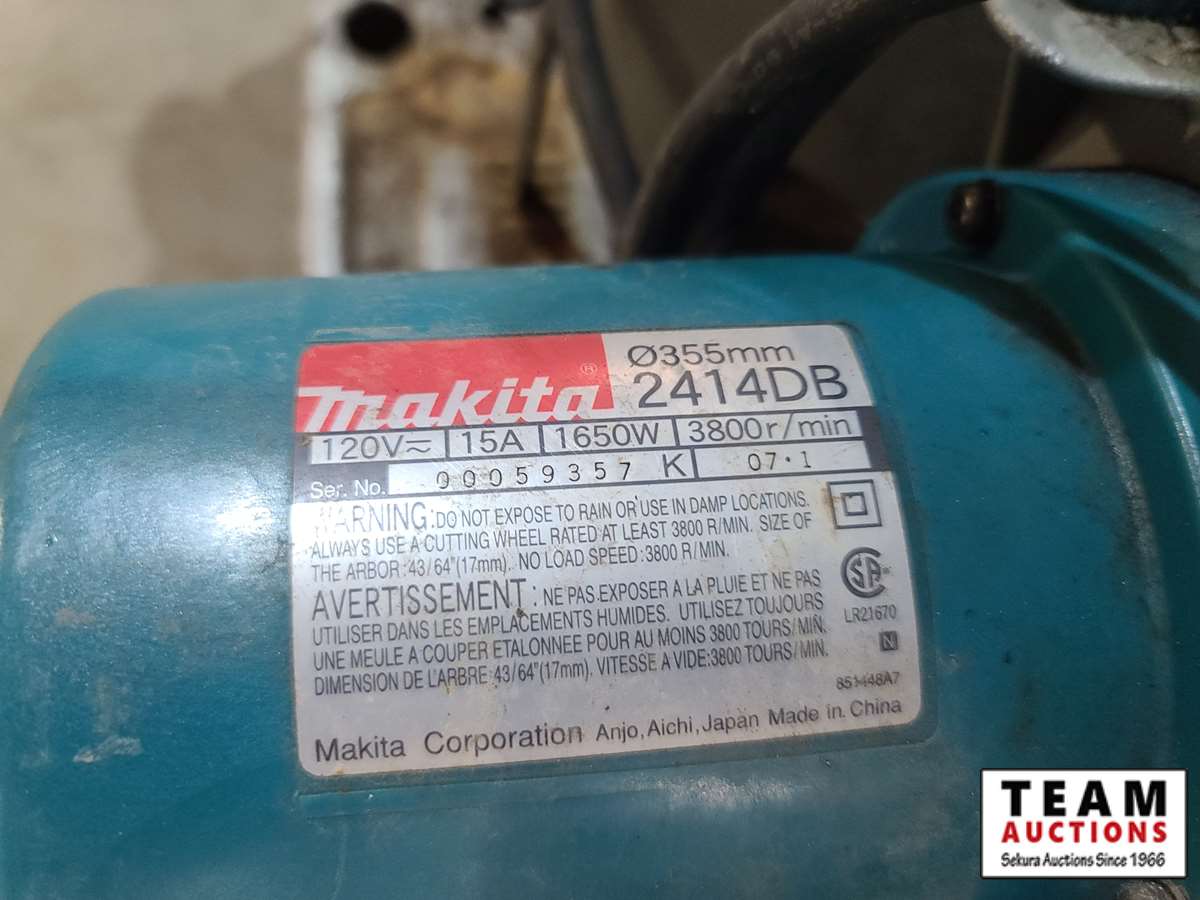 Makita®
Ø355mm
2414DB
120V⎓ 15A 1650W 3800r/min
Ser. No. 00059357 K 07·1
WARNING: DO NOT EXPOSE TO RAIN OR USE IN DAMP LOCATIONS.
ALWAYS USE A CUTTING WHEEL RATED AT LEAST 3800 R/MIN. SIZE OF
THE ARBOR: 43/64"(17mm). NO LOAD SPEED: 3800 R/MIN.
AVERTISSEMENT: NE PAS EXPOSER A LA PLUIE ET NE PAS
UTILISER DANS LES EMPLACEMENTS HUMIDES. UTILISEZ TOUJOURS
UNE MEULE A COUPER ETALONNEE POUR AU MOINS 3800 TOURS/MIN.
DIMENSION DE L'ARBRE: 43/64"(17mm). VITESSE A VIDE: 3800 TOURS/MIN.
SA
LR21670
N
851448A7
Makita Corporation Anjo, Aichi, Japan Made in China
TEAM
AUCTIONS
Sekura Auctions Since 1966